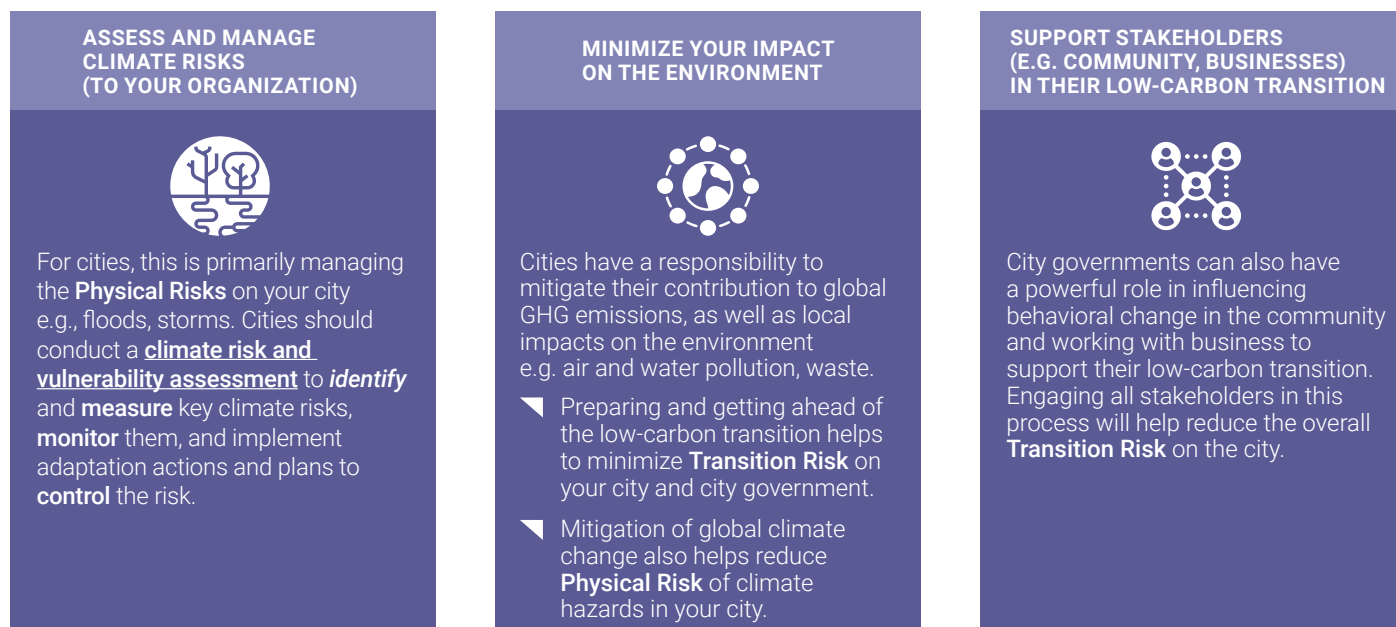 ASSESS AND MANAGE
CLIMATE RISKS
(TO YOUR ORGANIZATION)
For cities, this is primarily managing
the Physical Risks on your city
e.g., floods, storms. Cities should
conduct a climate risk and
vulnerability assessment to identify
and measure key climate risks,
monitor them, and implement
adaptation actions and plans to
control the risk.
MINIMIZE YOUR IMPACT
ON THE ENVIRONMENT
Cities have a responsibility to
mitigate their contribution to global
GHG emissions, as well as local
impacts on the environment
e.g. air and water pollution, waste.
Preparing and getting ahead of
the low-carbon transition helps
to minimize Transition Risk on
your city and city government.
Mitigation of global climate
change also helps reduce
Physical Risk of climate
hazards in your city.
SUPPORT STAKEHOLDERS
(E.G. COMMUNITY, BUSINESSES)
IN THEIR LOW-CARBON TRANSITION
City governments can also have
a powerful role in influencing
behavioral change in the community
and working with business to
support their low-carbon transition.
Engaging all stakeholders in this
process will help reduce the overall
Transition Risk on the city.